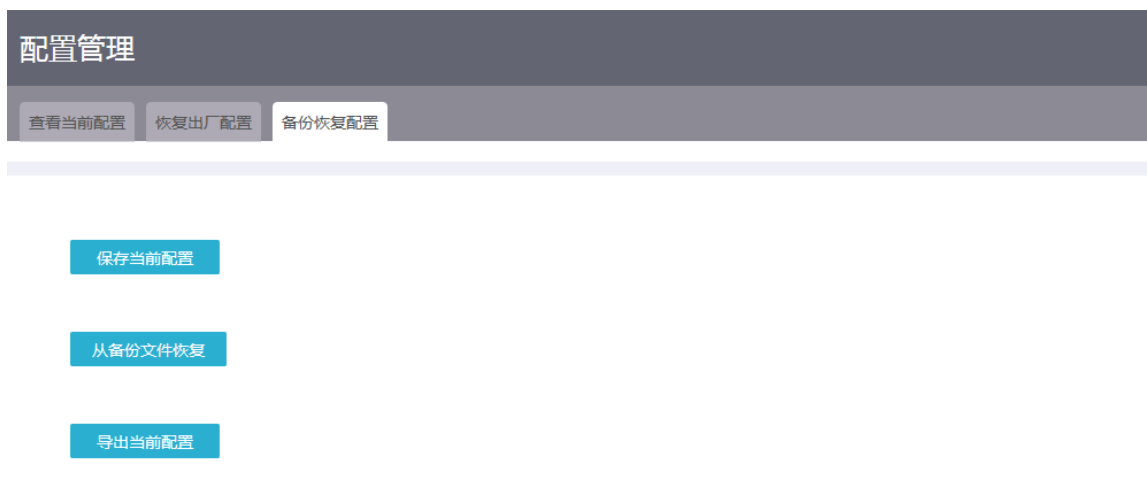 配置管理
查看当前配置 恢复出厂配置 备份恢复配置
保存当前配置
从备份文件恢复
导出当前配置